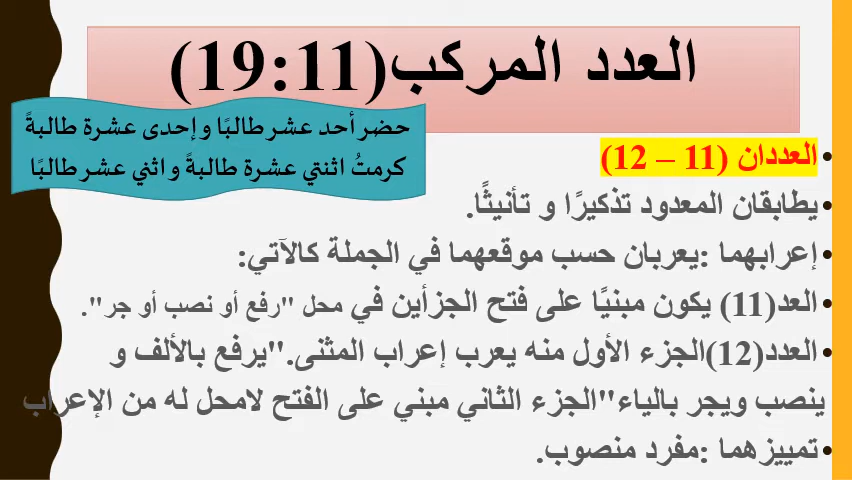 العدد المركب(19:11)
حضر أحد عشر طالبًا وإحدى عشرة طالبةً
كرمتُ اثنتي عشرة طالبةً واثني عشر طالبًا
•العددان (11 – 12)
•يطابقان المعدود تذكيرًا و تأنيثًا.
•إعرابهما :يعربان حسب موقعهما في الجملة كالآتي:
•العد(11) يكون مبنيًا على فتح الجزأين في محل "رفع أو نصب أو جر".
•العدد(12)الجزء الأول منه يعرب إعراب المثنى."يرفع بالألف و
ينصب ويجر بالياء"الجزء الثاني مبني على الفتح لامحل له من الإعراب
•تمييزهما :مفرد منصوب.